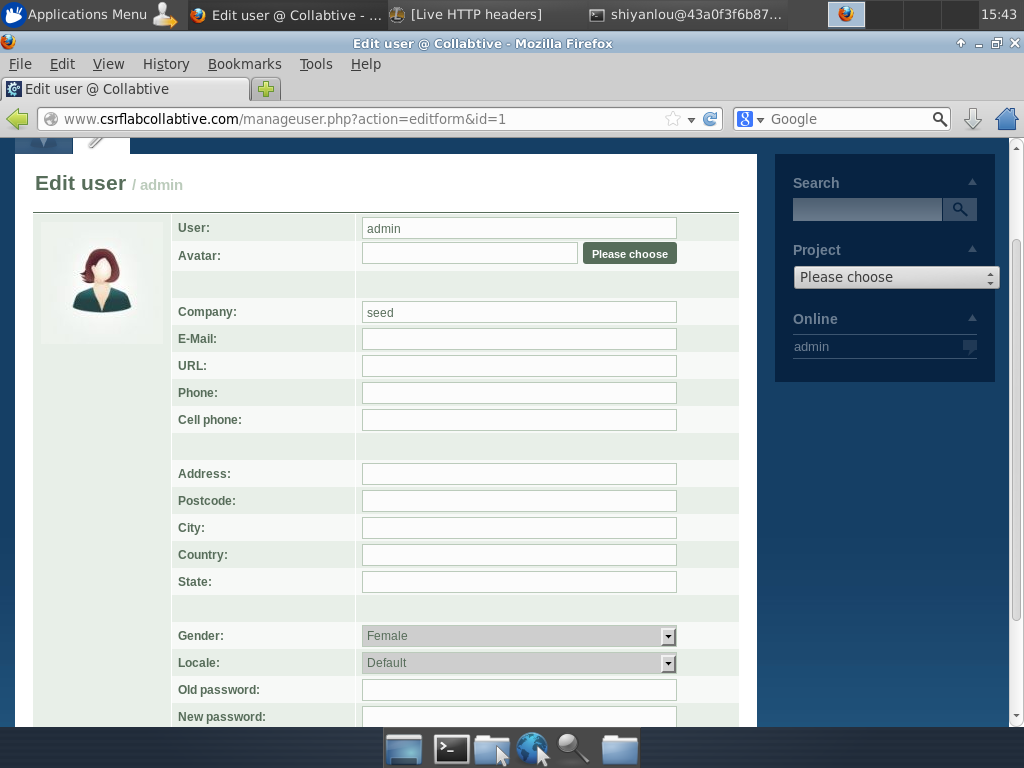 Applications Menu
Edit user @ Collabtive - ...
[Live HTTP headers]
shiyanlou@43a0f3f6b87...
15:43
Edit user @ Collabtive - Mozilla Firefox
File Edit View History Bookmarks Tools Help
Edit user @ Collabtive
www.csrflabcollabtive.com/manageuser.php?action=editform&id=1
Google
Edit user / admin
User: admin
Avatar: Please choose
Company: seed
E-Mail:
URL:
Phone:
Cell phone:
Address:
Postcode:
City:
Country:
State:
Gender: Female
Locale: Default
Old password:
New password:
Search
Project
Please choose
Online
admin